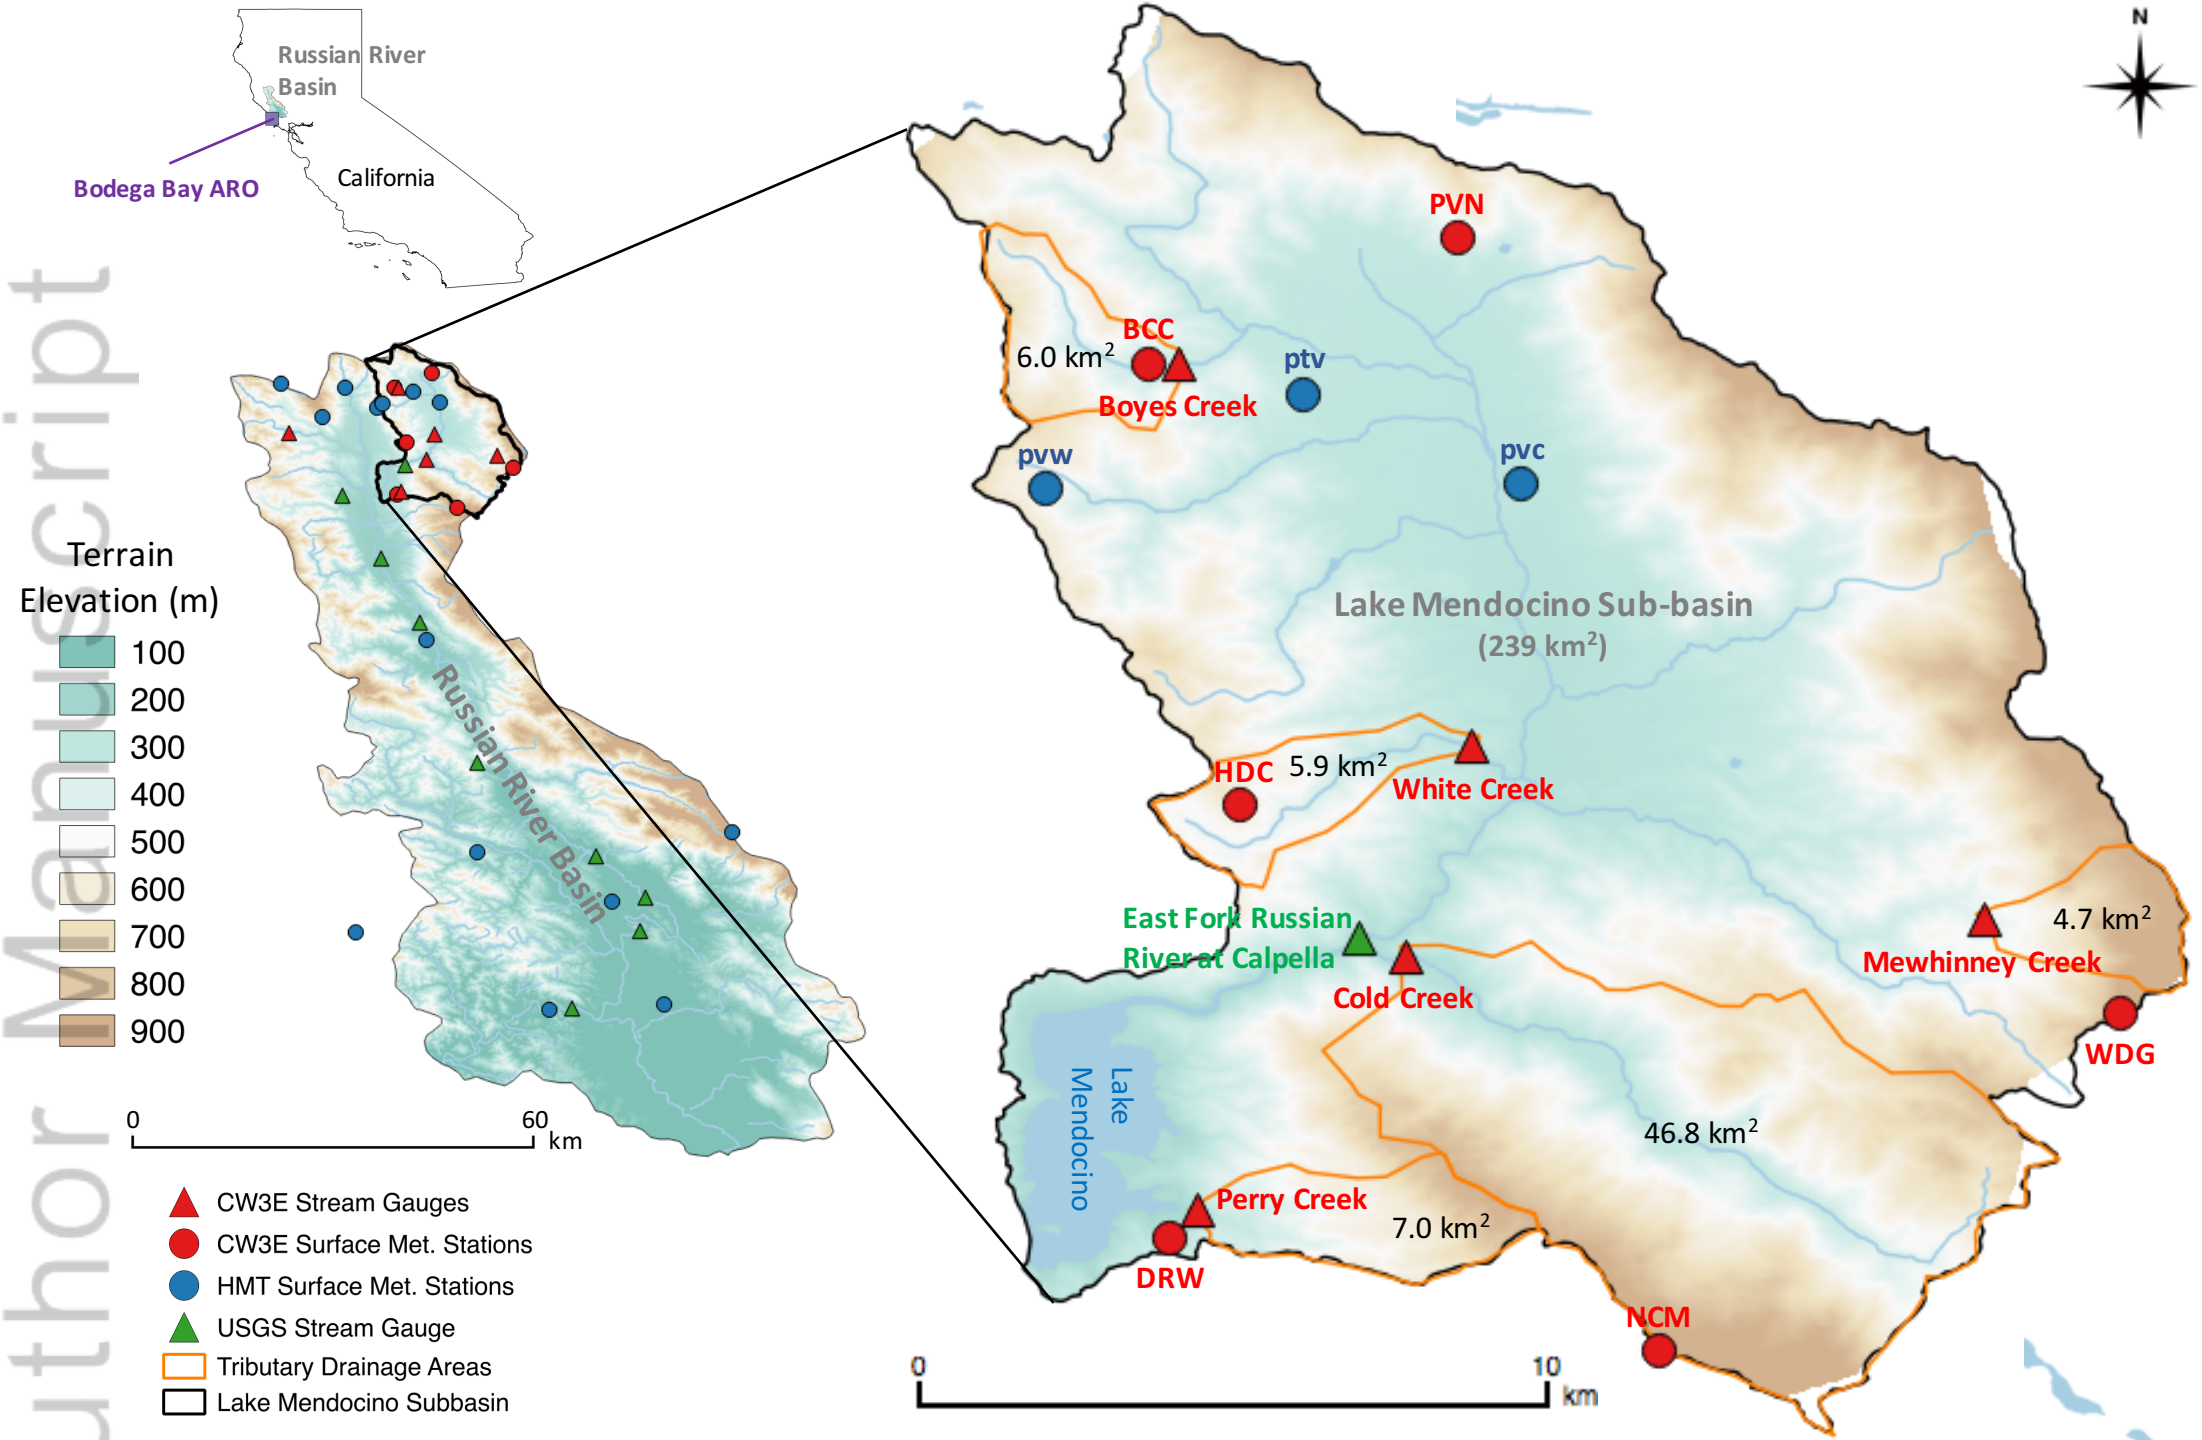 Russian River
Basin
Bodega Bay ARO
California
N
PVN
BCC
6.0 km²
Boyes Creek
ptv
pvw
pvc
Lake Mendocino Sub-basin
(239 km²)
HDC
5.9 km²
White Creek
East Fork Russian
River at Calpella
Cold Creek
4.7 km²
Mewhinney Creek
WDG
46.8 km²
Lake
Mendocino
Perry Creek
7.0 km²
DRW
NCM
0
10
km
Terrain
Elevation (m)
100
200
300
400
500
600
700
800
900
Russian River Basin
0
60
km
CW3E Stream Gauges
CW3E Surface Met. Stations
HMT Surface Met. Stations
USGS Stream Gauge
Tributary Drainage Areas
Lake Mendocino Subbasin
uthor Manuscript